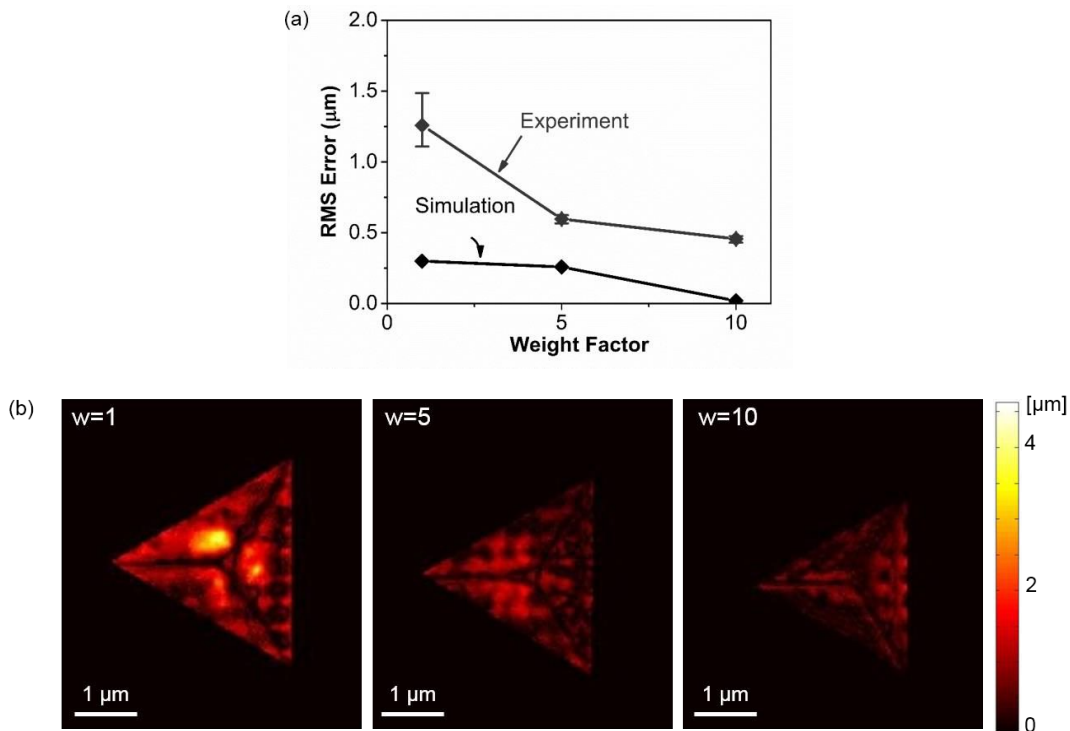 (a)
2.0
1.5
1.0
0.5
0.0
RMS Error (μm)
Experiment
Simulation
0
5
10
Weight Factor
(b)
w=1
w=5
w=10
1 μm
1 μm
1 μm
[μm]
4
2
0